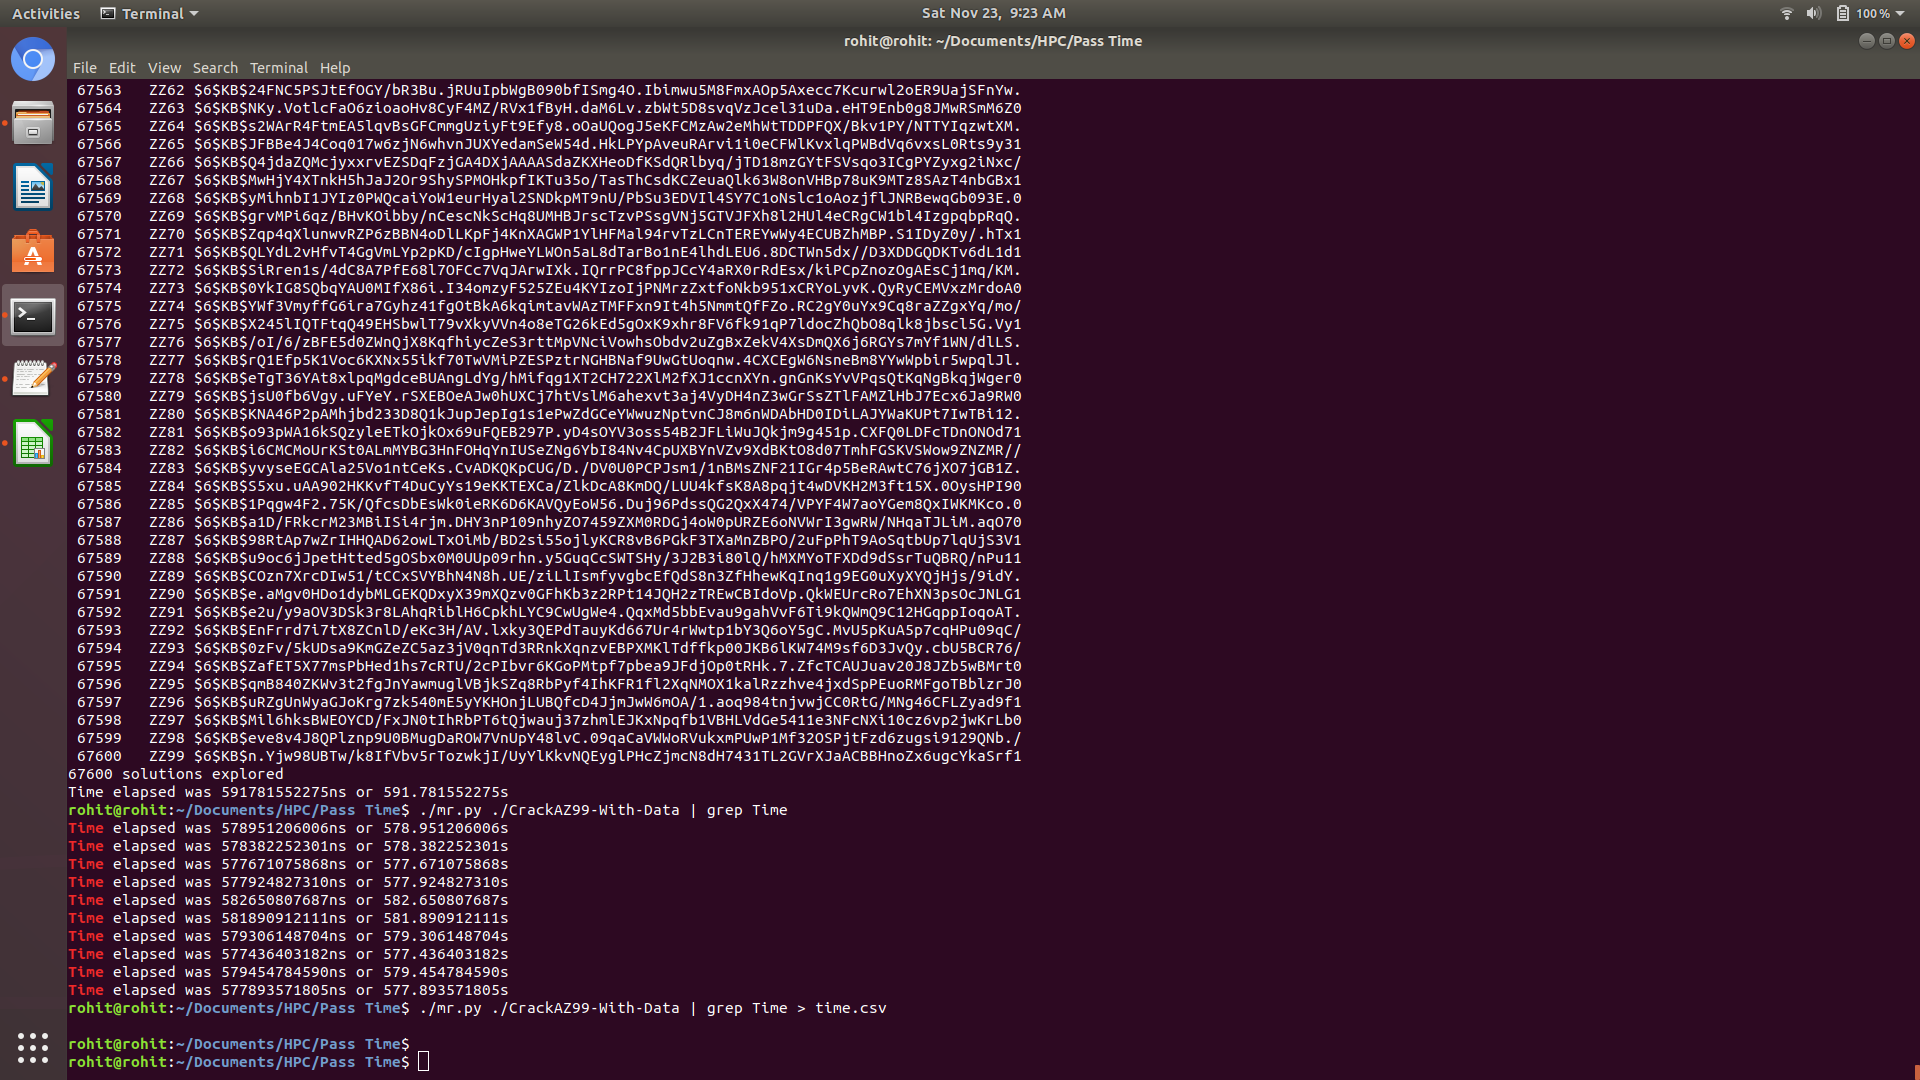 Activities Terminal Sat Nov 23, 9:23 AM 100%
rohit@rohit: ~/Documents/HPC/Pass Time
File Edit View Search Terminal Help
67563 ZZ62 $6$KB$24FNC5PSJtEfOGY/bR3Bu.jRUuIpbWgB090bfISmg4O.Ibimwu5M8FmxAOp5Axecc7Kcurwl2oER9UajSFnYw.
67564 ZZ63 $6$KB$NKy.VotlcFaO6zioaoHv8CyF4MZ/RVx1fByH.daM6Lv.zbWt5D8svqVzJcel31uDa.eHT9Enb0g8JMwRSmM6Z0
67565 ZZ64 $6$KB$s2WArR4FtmEA5lqvBsGFCmmgUziyFt9Efy8.oOaUQogJ5eKFCMzAw2eMhWtTDDPFQX/Bkv1PY/NTTYIqzwtXM.
67566 ZZ65 $6$KB$JFBBe4J4Coq017w6zjN6whvnJUXYedamSeW54d.HkLPYpAveuRArvi1i0eCFWlKvxlqPWBdVq6vxsL0Rts9y31
67567 ZZ66 $6$KB$Q4jdaZQMcjyxxrvEZSDqFzjGA4DXjAAAASdaZKXHeoDfKSdQRlbyq/jTD18mzGYtFSVsqo3ICgPYZyxg2iNxc/
67568 ZZ67 $6$KB$MwHjY4XTnkH5hJaJ2Or9ShySPMOHkpfIKTu35o/TasThCsdKCZeuaQlk63W8onVHBp78uK9MTz8SAzT4nbGBx1
67569 ZZ68 $6$KB$yMihnbI1JYIz0PWQcaiYoW1eurHyal2SNDkpMT9nU/PbSu3EDVIl4SY7C1oNslc1oAozjflJNRBewqGb093E.0
67570 ZZ69 $6$KB$grvMPi6qz/BHvKOibby/nCescNkScHq8UMHBJrscTzvPSsgVNj5GTVJFXh8l2HUl4eCRgCW1bl4IzgpqbpRqQ.
67571 ZZ70 $6$KB$Zqp4qXlunwvRZP6zBBN4oDlLKpFj4KnXAGWP1YlHFMal94rvTzLCnTEREYwWy4ECUBZhMBP.S1IDyZ0y/.hTx1
67572 ZZ71 $6$KB$QLYdL2vHfvT4GgVmLYp2pKD/cIgpHweYLWOn5aL8dTarBo1nE4lhdLEU6.8DCTWn5dx//D3XDDGQDKTv6dL1d1
67573 ZZ72 $6$KB$SiRren1s/4dC8A7PfE68l7OFCc7VqJArwIXk.IQrrPC8fppJCcY4aRX0rRdEsx/kiPCpZnozOgAEsCj1mq/KM.
67574 ZZ73 $6$KB$0YkIG8SQbqYAU0MIfX86i.I34omzyF525ZEu4KYIzoIjPNMrzZxtfoNkb951xCRYoLyvK.QyRyCEMVxzMrdoA0
67575 ZZ74 $6$KB$YWf3VmyffG6ira7Gyhz41fgOtBkA6kqimtavWAzTMFFxn9It4h5NmmtQfFZo.RC2gY0uYx9Cq8raZZgxYq/mo/
67576 ZZ75 $6$KB$X245lIQTFtqQ49EHSbwlT79vXkyVVn4o8eTG26kEd5gOxK9xhr8FV6fk91qP7ldocZhQbO8qlk8jbscl5G.Vy1
67577 ZZ76 $6$KB$/oI/6/zBFE5d0ZWnQjX8KqfhiycZeS3rttMpVNciVowhsObdv2uZgBxZekV4XsDmQX6j6RGYs7mYf1WN/dlLS.
67578 ZZ77 $6$KB$rQ1Efp5K1Voc6KXNx55ikf70TwVMiPZESPztrNGHBNaf9UwGtUoqnw.4CXCEgW6NsneBm8YYwWpbir5wpqlJl.
67579 ZZ78 $6$KB$eTgT36YAt8xlpqMgdceBUAngLdYg/hMifqg1XT2CH722XlM2fXJ1ccnXYn.gnGnKsYvVPqsQtKqNgBkqjWger0
67580 ZZ79 $6$KB$jsU0fb6Vgy.uFYeY.rSXEBOeAJw0hUXCj7htVslM6ahexvt3aj4VyDH4nZ3wGrSsZTlFAMZlHbJ7Ecx6Ja9RW0
67581 ZZ80 $6$KB$KNA46P2pAMhjbd233D8Q1kJupJepIg1s1ePwZdGCeYWwuzNptvnCJ8m6nWDAbHD0IDiLAJYWaKUPt7IwTBi12.
67582 ZZ81 $6$KB$o93pWA16kSQzyleETkOjkOx69uFQEB297P.yD4sOYV3oss54B2JFLiWuJQkjm9g451p.CXFQ0LDFcTDnONOd71
67583 ZZ82 $6$KB$i6CMCMoUrKSt0ALmMYBG3HnFOHqYnIUSeZNg6YbI84Nv4CpUXBYnVZv9XdBKtO8d07TmhFGSKVSWow9ZNZMR//
67584 ZZ83 $6$KB$yvyseEGCAla25Vo1ntCeKs.CvADKQKpCUG/D./DV0U0PCPJsm1/1nBMsZNF21IGr4p5BeRAwtC76jXO7jGB1Z.
67585 ZZ84 $6$KB$S5xu.uAA902HKKvfT4DuCyYs19eKKTEXCa/ZlkDcA8KmDQ/LUU4kfsK8A8pqjt4wDVKH2M3ft15X.0OysHPI90
67586 ZZ85 $6$KB$1Pqgw4F2.75K/QfcsDbEsWk0ieRK6D6KAVQyEoW56.Duj96PdssQG2QxX474/VPYF4W7aoYGem8QxIWKMKco.0
67587 ZZ86 $6$KB$a1D/FRkcrM23MBiISi4rjm.DHY3nP109nhyZO7459ZXM0RDGj4oW0pURZE6oNVWrI3gwRW/NHqaTJLiM.aqO70
67588 ZZ87 $6$KB$98RtAp7wZrIHHQAD62owLTxOiMb/BD2si55ojlyKCR8vB6PGkF3TXaMnZBPO/2uFpPhT9AoSqtbUp7lqUjS3V1
67589 ZZ88 $6$KB$u9oc6jJpetHtted5gOSbx0M0UUp09rhn.y5GuqCcSWTSHy/3J2B3i80lQ/hMXMYoTFXDd9dSsrTuQBRQ/nPu11
67590 ZZ89 $6$KB$COzn7XrcDIw51/tCCxSVYBhN4N8h.UE/ziLlIsmfyvgbcEfQdS8n3ZfHhewKqInq1g9EG0uXyXYQjHjs/9idY.
67591 ZZ90 $6$KB$e.aMgv0HDo1dybMLGEKQDxyX39mXQzv0GFhKb3z2RPt14JQH2zTREwCBIdoVp.QkWEUrcRo7EhXN3psOcJNLG1
67592 ZZ91 $6$KB$e2u/y9aOV3DSk3r8LAhqRiblH6CpkhLYC9CwUgWe4.QqxMd5bbEvau9gahVvF6Ti9kQWmQ9C12HGqppIoqoAT.
67593 ZZ92 $6$KB$EnFrrd7i7tX8ZCnlD/eKc3H/AV.lxky3QEPdTauyKd667Ur4rWwtp1bY3Q6oY5gC.MvU5pKuA5p7cqHPu09qC/
67594 ZZ93 $6$KB$0zFv/5kUDsa9KmGZeZC5az3jV0qnTd3RRnkXqnzvEBPXMKlTdffkp00JKB6lKW74M9sf6D3JvQy.cbU5BCR76/
67595 ZZ94 $6$KB$ZafET5X77msPbHed1hs7cRTU/2cPIbvr6KGoPMtpf7pbea9JFdjOp0tRHk.7.ZfcTCAUJuav20J8JZb5wBMrt0
67596 ZZ95 $6$KB$qmB840ZKWv3t2fgJnYawmuglVBjkSZq8RbPyf4IhKFR1fl2XqNMOX1kalRzzhve4jxdSpPEuoRMFgoTBblzrJ0
67597 ZZ96 $6$KB$uRZgUnWyaGJoKrg7zk540mE5yYKHOnjLUBQfcD4JjmJwW6mOA/1.aoq984tnjvwjCC0RtG/MNg46CFLZyad9f1
67598 ZZ97 $6$KB$Mil6hksBWEOYCD/FxJN0tIhRbPT6tQjwauj37zhmlEJKxNpqfb1VBHLVdGe5411e3NFcNXi10cz6vp2jwKrLb0
67599 ZZ98 $6$KB$eve8v4J8QPlznp9U0BMugDaROW7VnUpY48lvC.09qaCaVWWoRVukxmPUwP1Mf32OSPjtFzd6zugsi9129QNb./
67600 ZZ99 $6$KB$n.Yjw98UBTw/k8IfVbv5rTozwkjI/UyYlKkvNQEyglPHcZjmcN8dH7431TL2GVrXJaACBBHnoZx6ugcYkaSrf1
67600 solutions explored
Time elapsed was 591781552275ns or 591.781552275s
rohit@rohit:~/Documents/HPC/Pass Time$ ./mr.py ./CrackAZ99-With-Data | grep Time
Time elapsed was 578951206006ns or 578.951206006s
Time elapsed was 578382252301ns or 578.382252301s
Time elapsed was 577671075868ns or 577.671075868s
Time elapsed was 577924827310ns or 577.924827310s
Time elapsed was 582650807687ns or 582.650807687s
Time elapsed was 581890912111ns or 581.890912111s
Time elapsed was 579306148704ns or 579.306148704s
Time elapsed was 577436403182ns or 577.436403182s
Time elapsed was 579454784590ns or 579.454784590s
Time elapsed was 577893571805ns or 577.893571805s
rohit@rohit:~/Documents/HPC/Pass Time$ ./mr.py ./CrackAZ99-With-Data | grep Time > time.csv
rohit@rohit:~/Documents/HPC/Pass Time$
rohit@rohit:~/Documents/HPC/Pass Time$